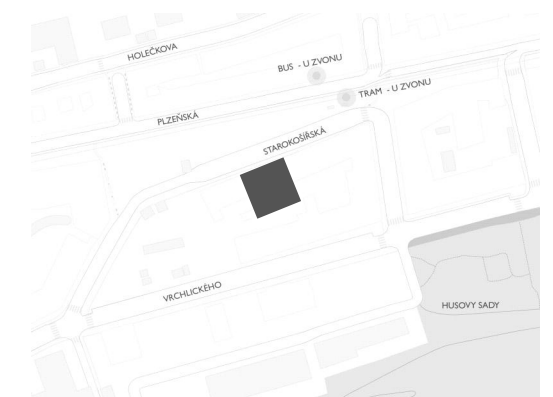 HOLEČKOVA
BUS - U ZVONU
TRAM - U ZVONU
PLZEŇSKÁ
STAROKOŠÍŘSKÁ
VRCHLICKÉHO
HUSOVY SADY